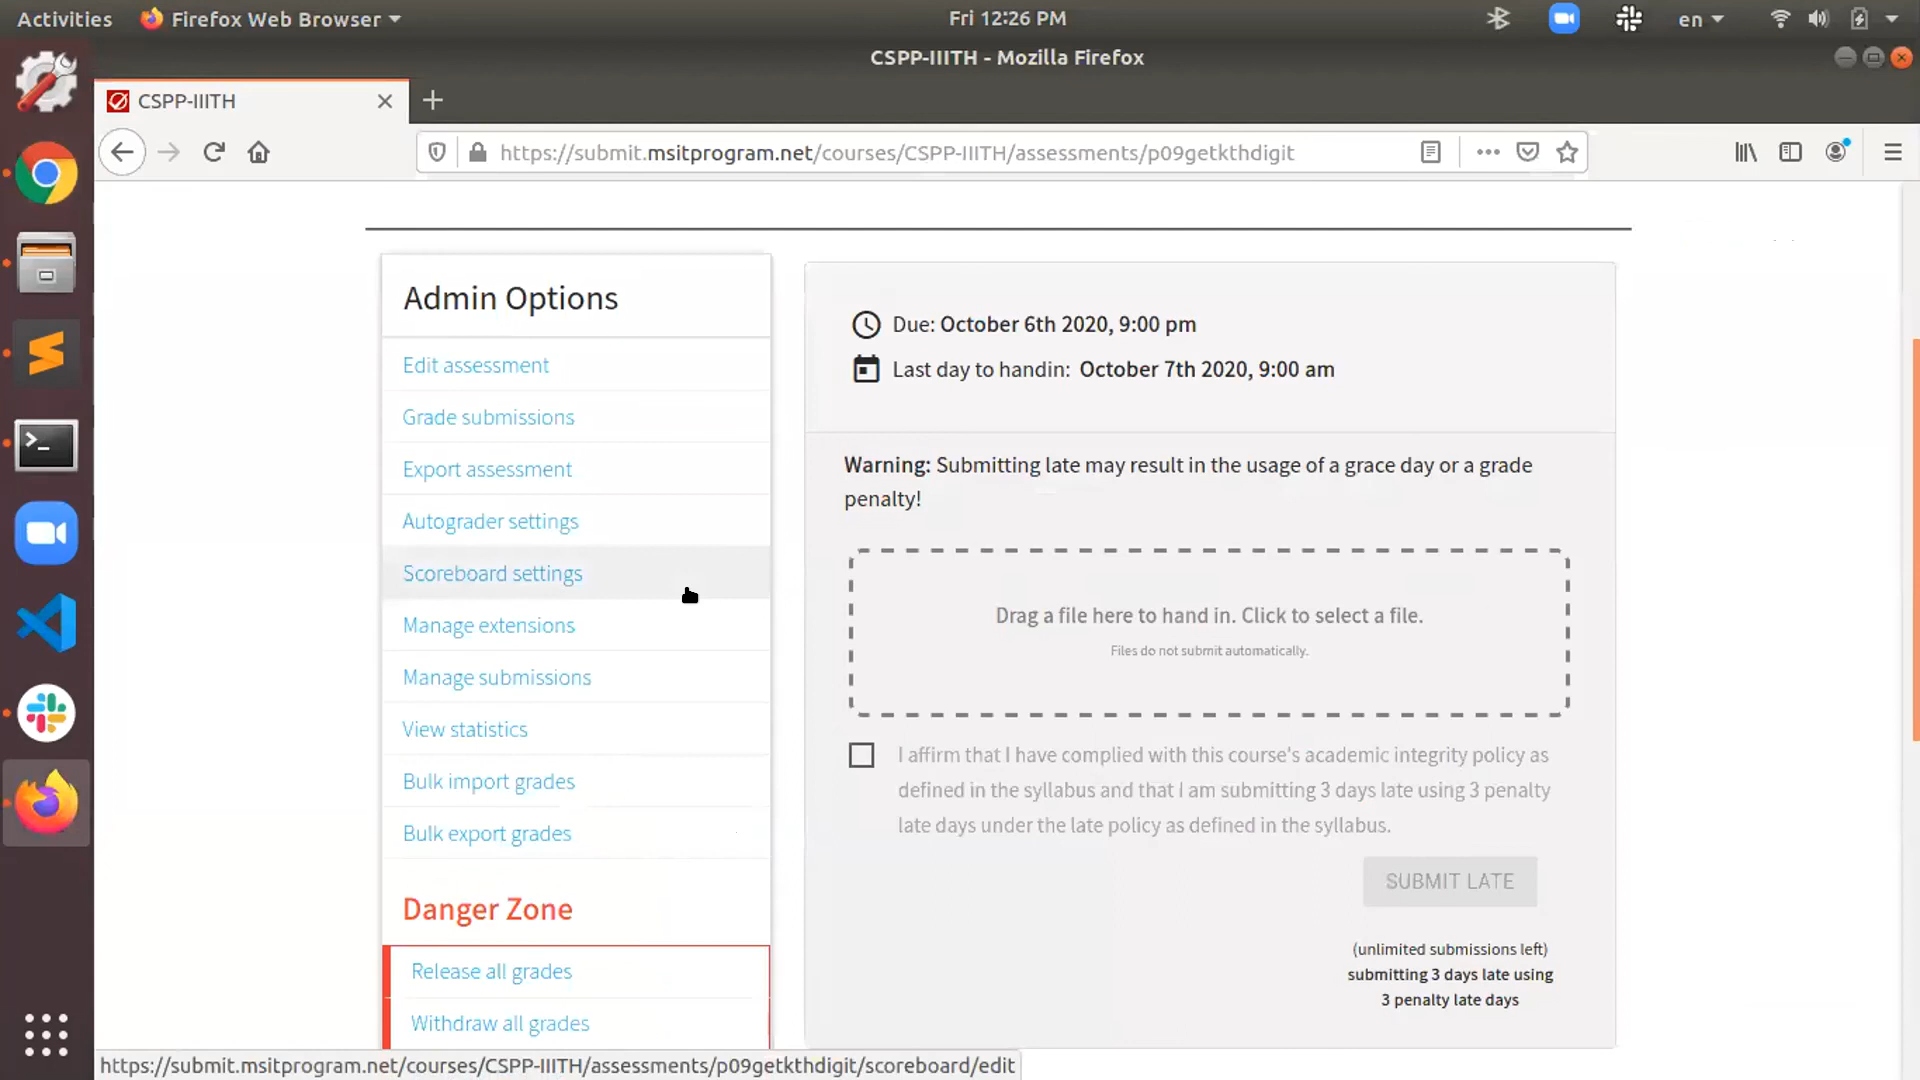 Activities
Firefox Web Browser
Fri 12:26 PM
en
CSPP-IIITH - Mozilla Firefox
CSPP-IIITH
https://submit.msitprogram.net/courses/CSPP-IIITH/assessments/p09getkthdigit
Admin Options
Edit assessment
Grade submissions
Export assessment
Autograder settings
Scoreboard settings
Manage extensions
Manage submissions
View statistics
Bulk import grades
Bulk export grades
Danger Zone
Release all grades
Withdraw all grades
Due: October 6th 2020, 9:00 pm
Last day to handin: October 7th 2020, 9:00 am
Warning: Submitting late may result in the usage of a grace day or a grade
penalty!
Drag a file here to hand in. Click to select a file.
Files do not submit automatically.
I affirm that I have complied with this course's academic integrity policy as
defined in the syllabus and that I am submitting 3 days late using 3 penalty
late days under the late policy as defined in the syllabus.
SUBMIT LATE
(unlimited submissions left)
submitting 3 days late using
3 penalty late days
https://submit.msitprogram.net/courses/CSPP-IIITH/assessments/p09getkthdigit/scoreboard/edit